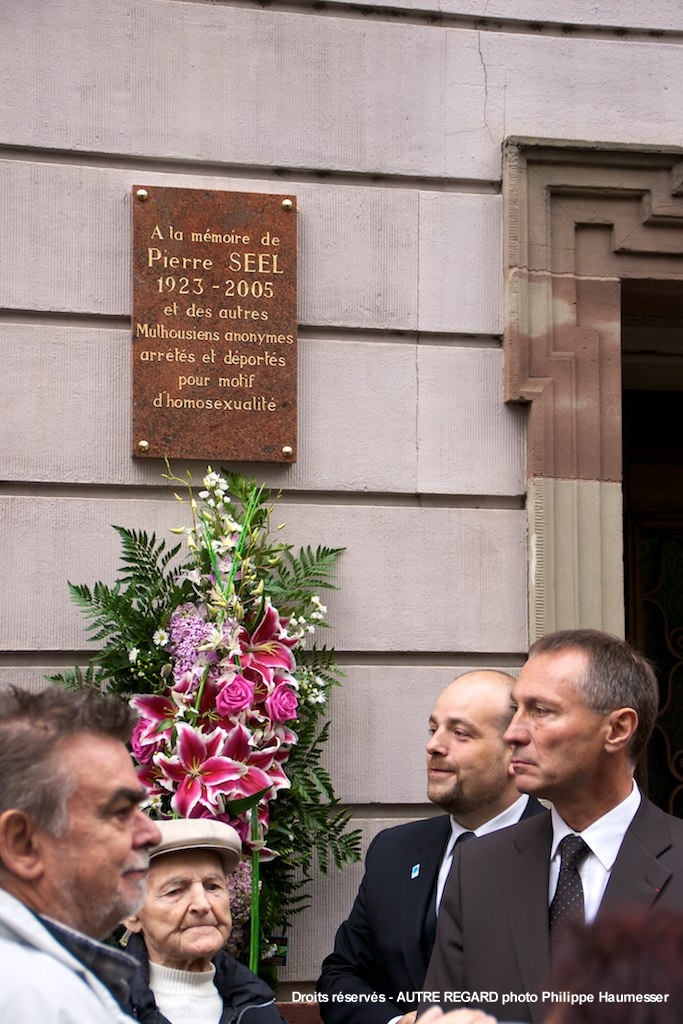 A la mémoire de
Pierre SEEL
1923 - 2005
et des autres
Mulhousiens anonymes
arrêtés et déportés
pour motif
d'homosexualité
Droits réservés - AUTRE REGARD photo Philippe Haumesser